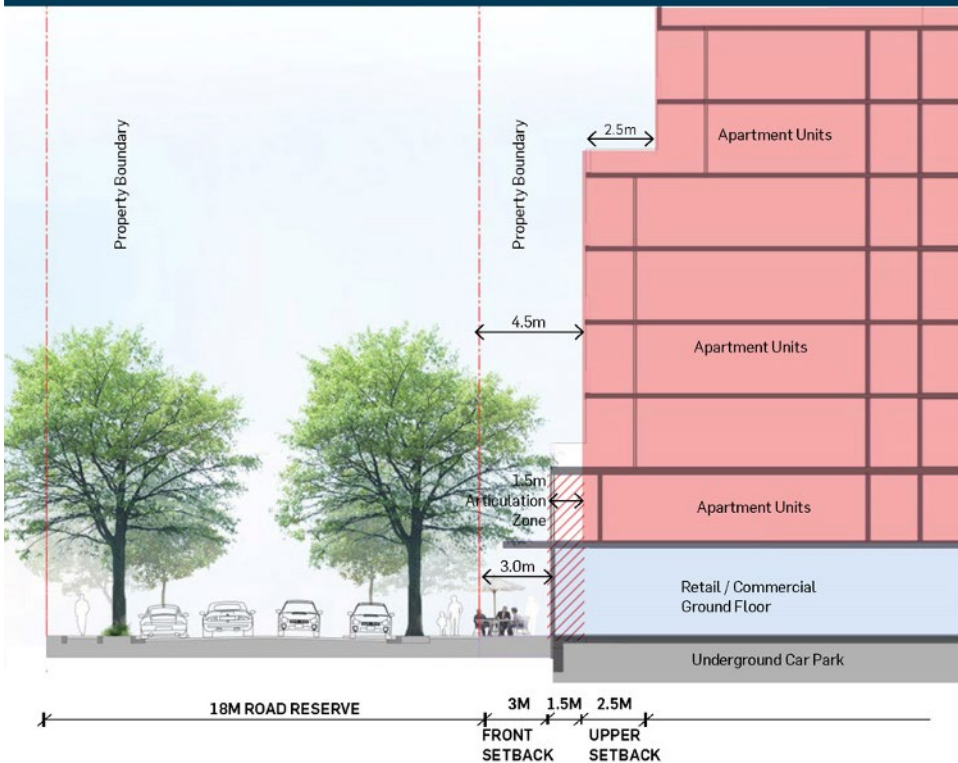 Property Boundary
Property Boundary
2.5m
Apartment Units
4.5m
Apartment Units
1.5m
Articulation
Zone
Apartment Units
3.0m
Retail / Commercial
Ground Floor
Underground Car Park
18M ROAD RESERVE
3M
1.5M
2.5M
FRONT
SETBACK
UPPER
SETBACK